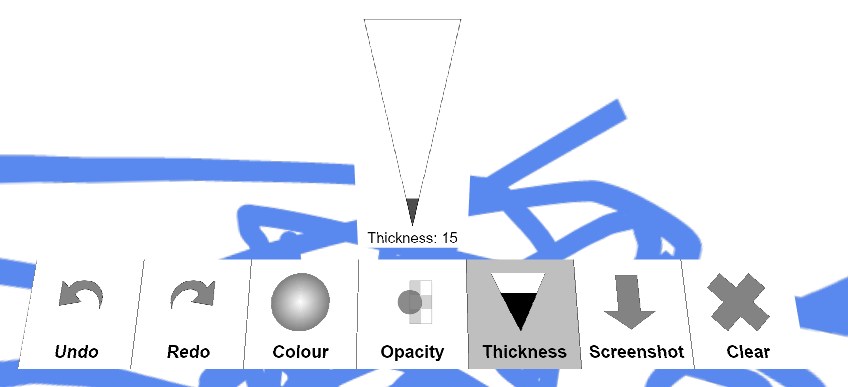 Thickness: 15
Undo
Redo
Colour
Opacity
Thickness
Screenshot
Clear